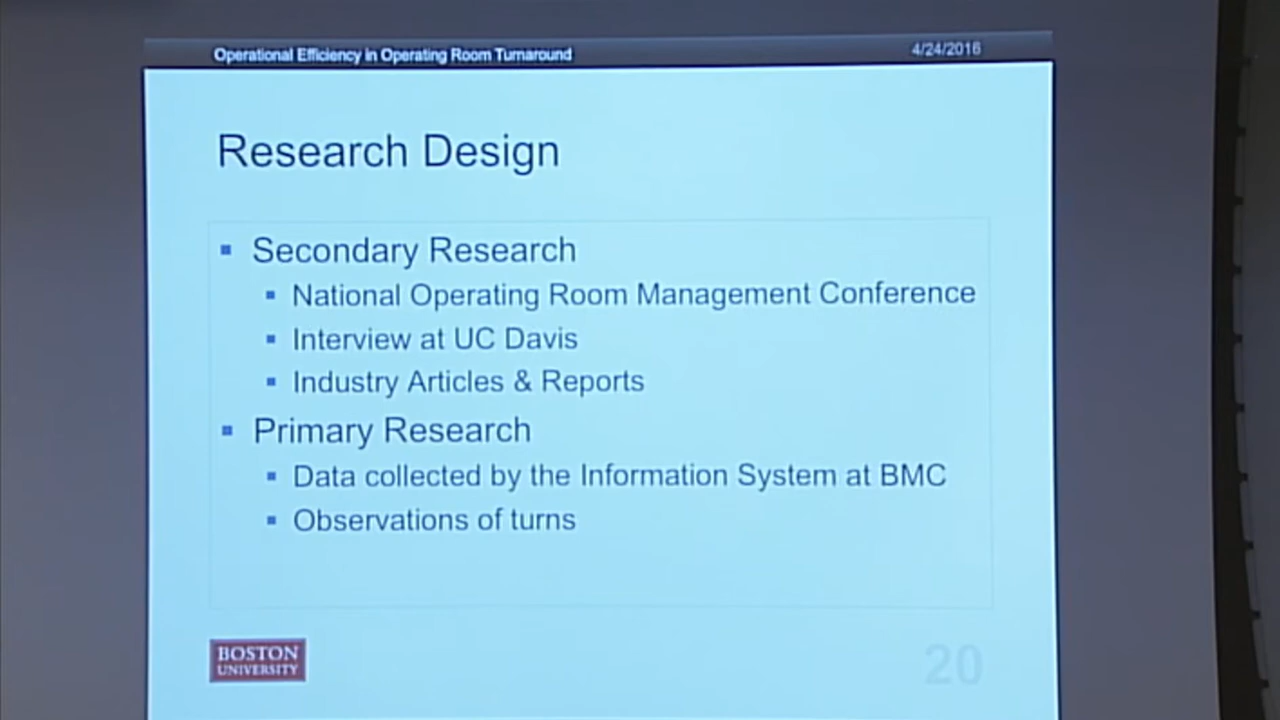 Operational Efficiency in Operating Room Turnaround
4/24/2016
Research Design
Secondary Research
National Operating Room Management Conference
Interview at UC Davis
Industry Articles & Reports
Primary Research
Data collected by the Information System at BMC
Observations of turns
BOSTON
UNIVERSITY
20